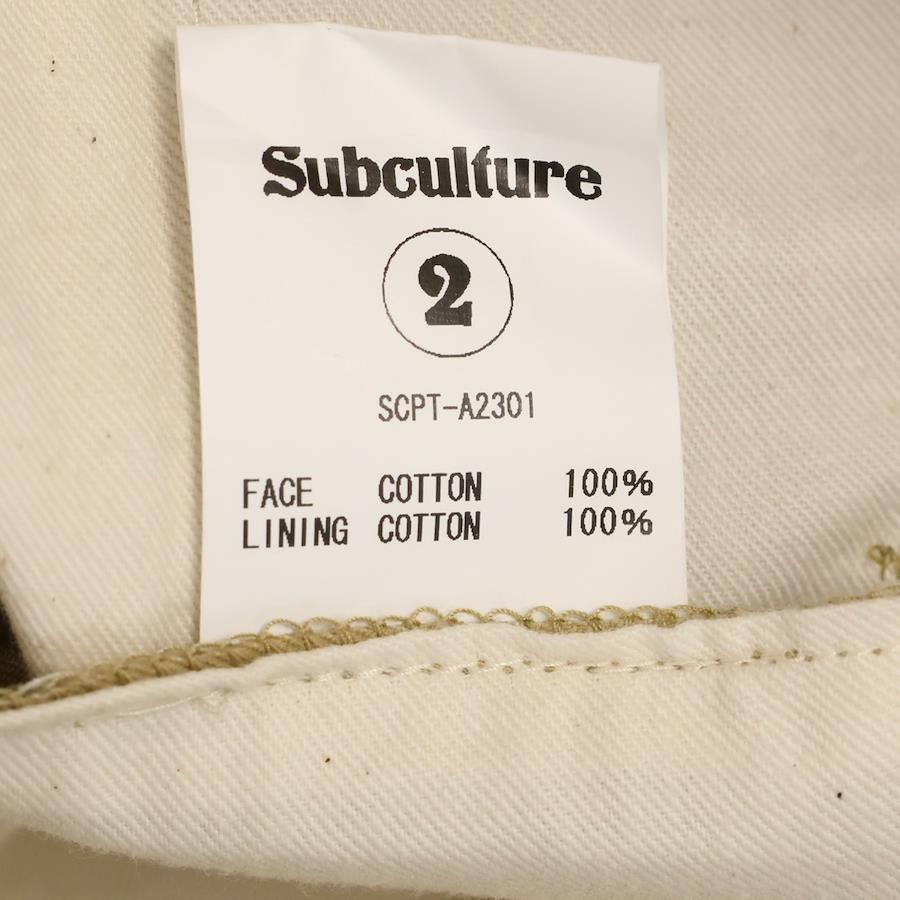 Subculture
2
SCPT-A2301
FACE COTTON 100%
LINING COTTON 100%